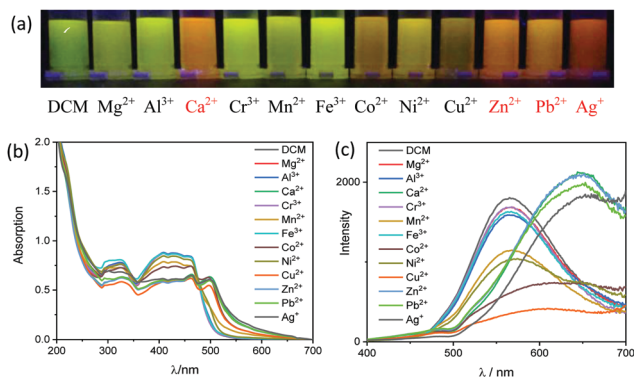 (a)
DCM Mg²⁺ Al³⁺ Ca²⁺ Cr³⁺ Mn²⁺ Fe³⁺ Co²⁺ Ni²⁺ Cu²⁺ Zn²⁺ Pb²⁺ Ag⁺
(b)
Absorption
2.0
1.5
1.0
0.5
0.0
200 300 400 500 600 700
λ/nm
DCM
Mg²⁺
Al³⁺
Ca²⁺
Cr³⁺
Mn²⁺
Fe³⁺
Co²⁺
Ni²⁺
Cu²⁺
Zn²⁺
Pb²⁺
Ag⁺
(c)
Intensity
2000
0
400 500 600 700
λ / nm
DCM
Mg²⁺
Al³⁺
Ca²⁺
Cr³⁺
Mn²⁺
Fe³⁺
Co²⁺
Ni²⁺
Cu²⁺
Zn²⁺
Pb²⁺
Ag⁺